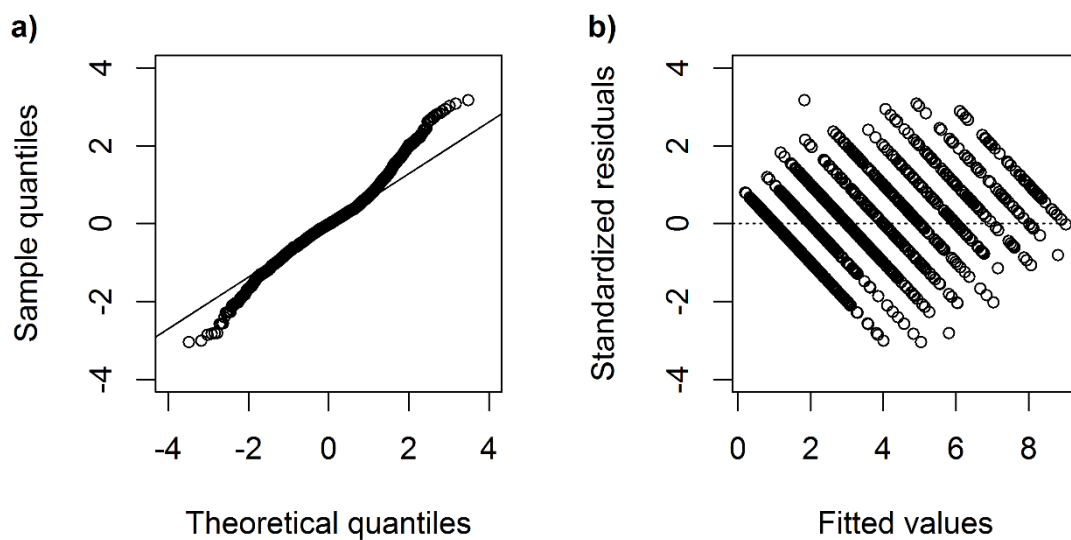 a)
Sample quantiles
4
2
0
-2
-4
-4 -2 0 2 4
Theoretical quantiles
b)
Standardized residuals
4
2
0
-2
-4
0 2 4 6 8
Fitted values